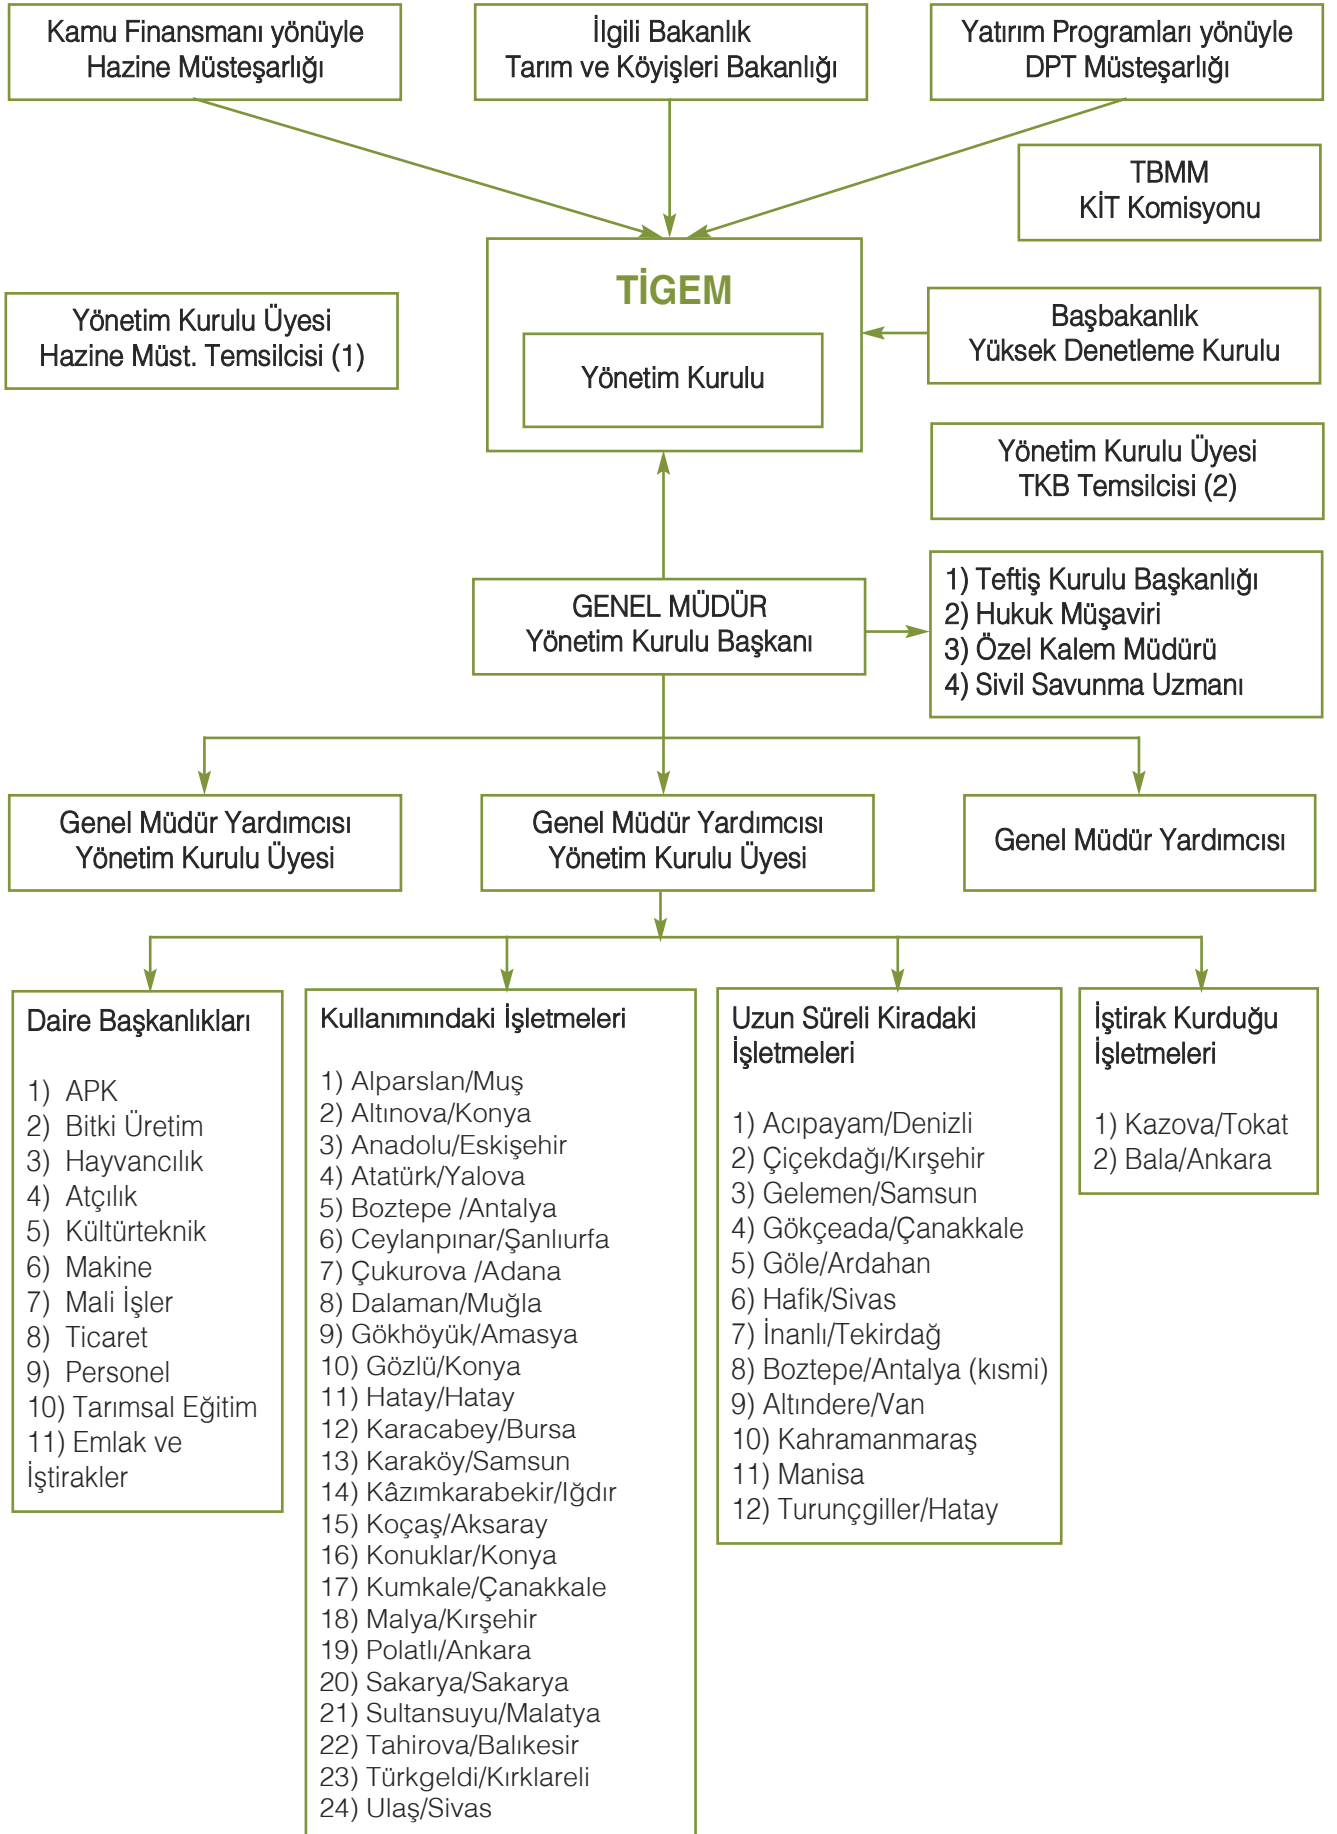 Kamu Finansmanı yönüyle
Hazine Müsteşarlığı
İlgili Bakanlık
Tarım ve Köyişleri Bakanlığı
Yatırım Programları yönüyle
DPT Müsteşarlığı
TBMM
KİT Komisyonu
TİGEM
Yönetim Kurulu
Yönetim Kurulu Üyesi
Hazine Müst. Temsilcisi (1)
Başbakanlık
Yüksek Denetleme Kurulu
Yönetim Kurulu Üyesi
TKB Temsilcisi (2)
GENEL MÜDÜR
Yönetim Kurulu Başkanı
1) Teftiş Kurulu Başkanlığı
2) Hukuk Müşaviri
3) Özel Kalem Müdürü
4) Sivil Savunma Uzmanı
Genel Müdür Yardımcısı
Yönetim Kurulu Üyesi
Genel Müdür Yardımcısı
Yönetim Kurulu Üyesi
Genel Müdür Yardımcısı
Daire Başkanlıkları
1) APK
2) Bitki Üretim
3) Hayvancılık
4) Atçılık
5) Kültürteknik
6) Makine
7) Mali İşler
8) Ticaret
9) Personel
10) Tarımsal Eğitim
11) Emlak ve
İştirakler
Kullanımındaki İşletmeleri
1) Alparslan/Muş
2) Altınova/Konya
3) Anadolu/Eskişehir
4) Atatürk/Yalova
5) Boztepe /Antalya
6) Ceylanpınar/Şanlıurfa
7) Çukurova /Adana
8) Dalaman/Muğla
9) Gökhöyük/Amasya
10) Gözlü/Konya
11) Hatay/Hatay
12) Karacabey/Bursa
13) Karaköy/Samsun
14) Kâzımkarabekir/Iğdır
15) Koçaş/Aksaray
16) Konuklar/Konya
17) Kumkale/Çanakkale
18) Malya/Kırşehir
19) Polatlı/Ankara
20) Sakarya/Sakarya
21) Sultansuyu/Malatya
22) Tahirova/Balıkesir
23) Türkgeldi/Kırklareli
24) Ulaş/Sivas
Uzun Süreli Kiradaki
İşletmeleri
1) Acıpayam/Denizli
2) Çiçekdağı/Kırşehir
3) Gelemen/Samsun
4) Gökçeada/Çanakkale
5) Göle/Ardahan
6) Hafik/Sivas
7) İnanlı/Tekirdağ
8) Boztepe/Antalya (kısmi)
9) Altındere/Van
10) Kahramanmaraş
11) Manisa
12) Turunçgiller/Hatay
İştirak Kurduğu
İşletmeleri
1) Kazova/Tokat
2) Bala/Ankara